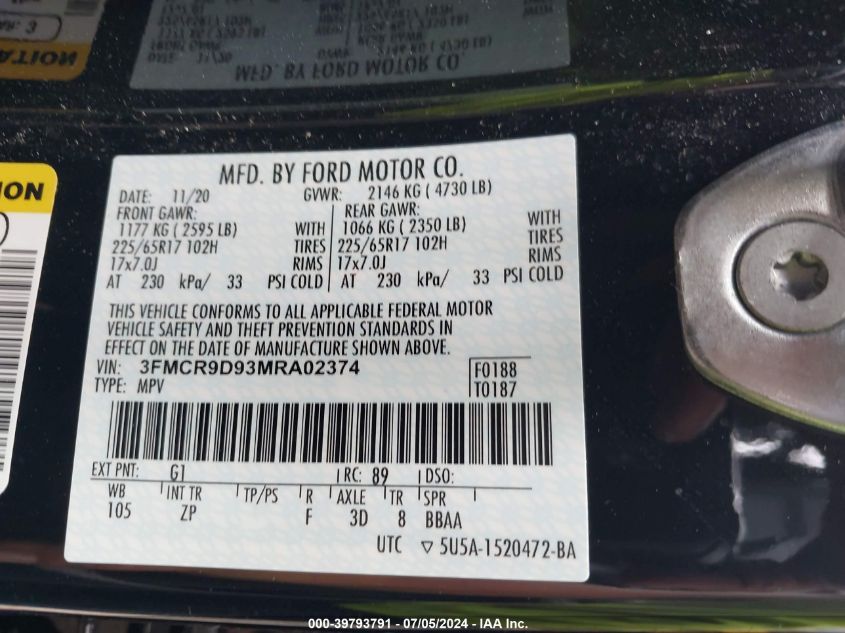 MFD. BY FORD MOTOR CO.
DATE: 11/20 GVWR: 2146 KG ( 4730 LB)
FRONT GAWR: REAR GAWR:
1177 KG ( 2595 LB) WITH 1066 KG ( 2350 LB) WITH
225/65R17 102H TIRES 225/65R17 102H TIRES
17x7.0J RIMS 17x7.0J RIMS
AT 230 kPa/ 33 PSI COLD AT 230 kPa/ 33 PSI COLD
THIS VEHICLE CONFORMS TO ALL APPLICABLE FEDERAL MOTOR
VEHICLE SAFETY AND THEFT PREVENTION STANDARDS IN
EFFECT ON THE DATE OF MANUFACTURE SHOWN ABOVE.
VIN: 3FMCR9D93MRA02374 F0188
TYPE: MPV T0187
EXT PNT: G1 RC: 89 DSO:
WB INT TR TP/PS R AXLE TR SPR
105 ZP F 3D 8 BBAA
UTC ▽ 5U5A-1520472-BA
000-39793791 - 07/05/2024 - IAA Inc.